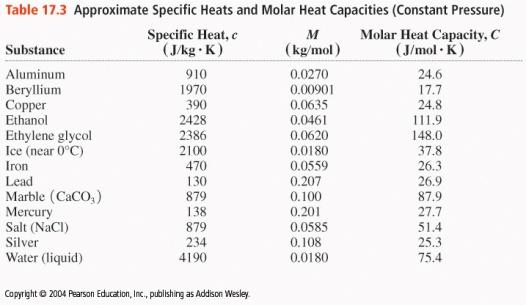 Table 17.3 Approximate Specific Heats and Molar Heat Capacities (Constant Pressure)
Specific Heat, c M Molar Heat Capacity, C
Substance (J/kg · K) (kg/mol) (J/mol · K)
Aluminum 910 0.0270 24.6
Beryllium 1970 0.00901 17.7
Copper 390 0.0635 24.8
Ethanol 2428 0.0461 111.9
Ethylene glycol 2386 0.0620 148.0
Ice (near 0°C) 2100 0.0180 37.8
Iron 470 0.0559 26.3
Lead 130 0.207 26.9
Marble (CaCO₃) 879 0.100 87.9
Mercury 138 0.201 27.7
Salt (NaCl) 879 0.0585 51.4
Silver 234 0.108 25.3
Water (liquid) 4190 0.0180 75.4
Copyright © 2004 Pearson Education, Inc., publishing as Addison Wesley.